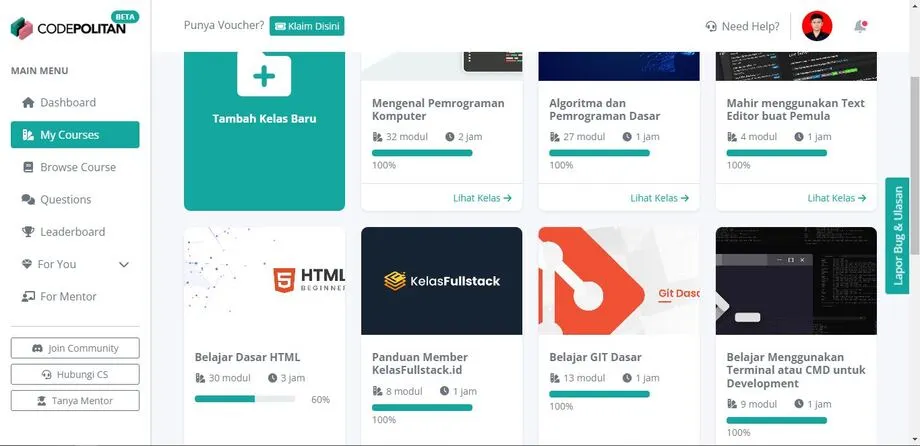 CODEPOLITAN
BETA
Punya Voucher?
Klaim Disini
Need Help?
MAIN MENU
Dashboard
My Courses
Browse Course
Questions
Leaderboard
For You
For Mentor
Join Community
Hubungi CS
Tanya Mentor
Tambah Kelas Baru
Mengenal Pemrograman
Komputer
32 modul
2 jam
100%
Lihat Kelas
Algoritma dan
Pemrograman Dasar
27 modul
1 jam
100%
Lihat Kelas
Mahir menggunakan Text
Editor buat Pemula
4 modul
1 jam
100%
Lihat Kelas
HTML
BEGINNER
Belajar Dasar HTML
30 modul
3 jam
60%
KelasFullstack
Panduan Member
KelasFullstack.id
8 modul
1 jam
100%
Git Dasa
Belajar GIT Dasar
13 modul
1 jam
100%
Belajar Menggunakan
Terminal atau CMD untuk
Development
9 modul
1 jam
100%
Lapor Bug & Ulasan